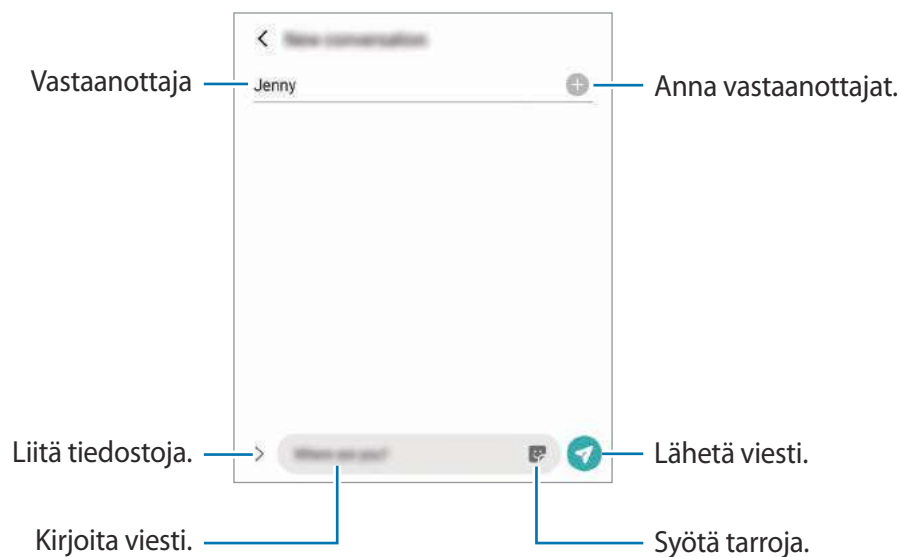 Vastaanottaja
Jenny
Anna vastaanottajat.
Liitä tiedostoja.
Lähetä viesti.
Kirjoita viesti.
Syötä tarroja.